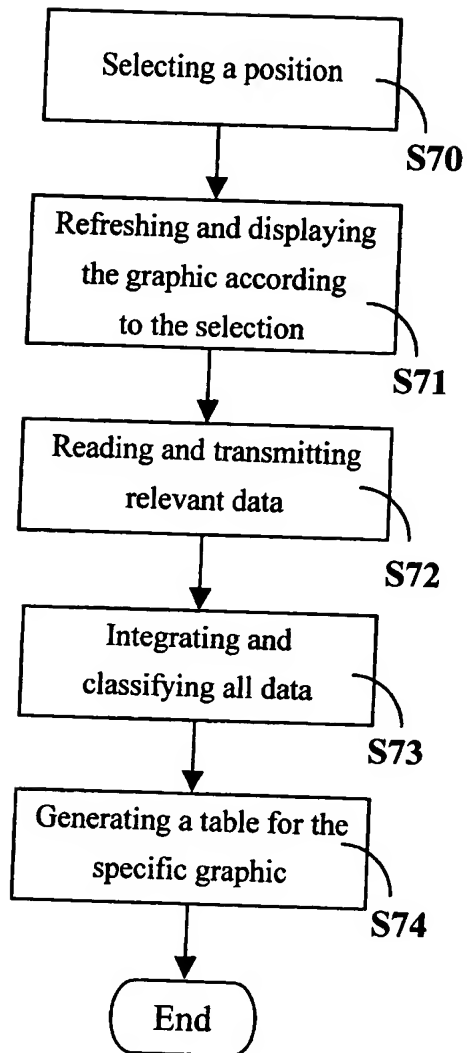 Selecting a position
S70
Refreshing and displaying
the graphic according
to the selection
S71
Reading and transmitting
relevant data
S72
Integrating and
classifying all data
S73
Generating a table for the
specific graphic
S74
End